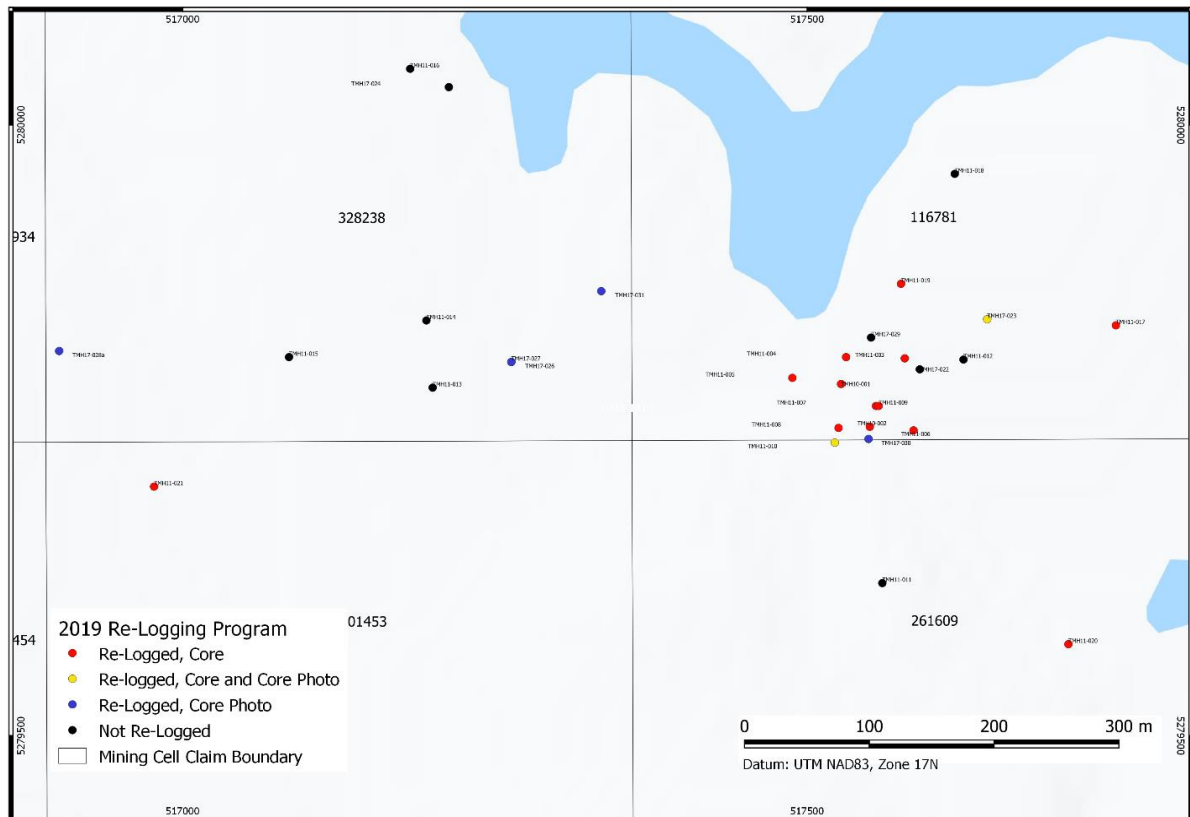 517000
517500
TMH11-016
TMH17-024
5280000
5280000
TMH11-018
328238
116781
934
TMH11-019
TMH17-031
TMH17-023
TMH11-014
TMH11-017
TMH17-029
TMH17-028a
TMH11-015
TMH17-027
TMH17-026
TMH11-004
TMH11-003
TMH11-012
TMH17-022
TMH11-005
TMH11-013
TMH10-001
TMH11-007
TMH11-009
TMH11-008
TMH10-002
TMH11-006
TMH11-010
TMH17-030
TMH11-021
TMH11-011
01453
261609
454
TMH11-020
2019 Re-Logging Program
Re-Logged, Core
Re-logged, Core and Core Photo
Re-Logged, Core Photo
Not Re-Logged
Mining Cell Claim Boundary
0 100 200 300 m
Datum: UTM NAD83, Zone 17N
5279500
5279500
517000
517500